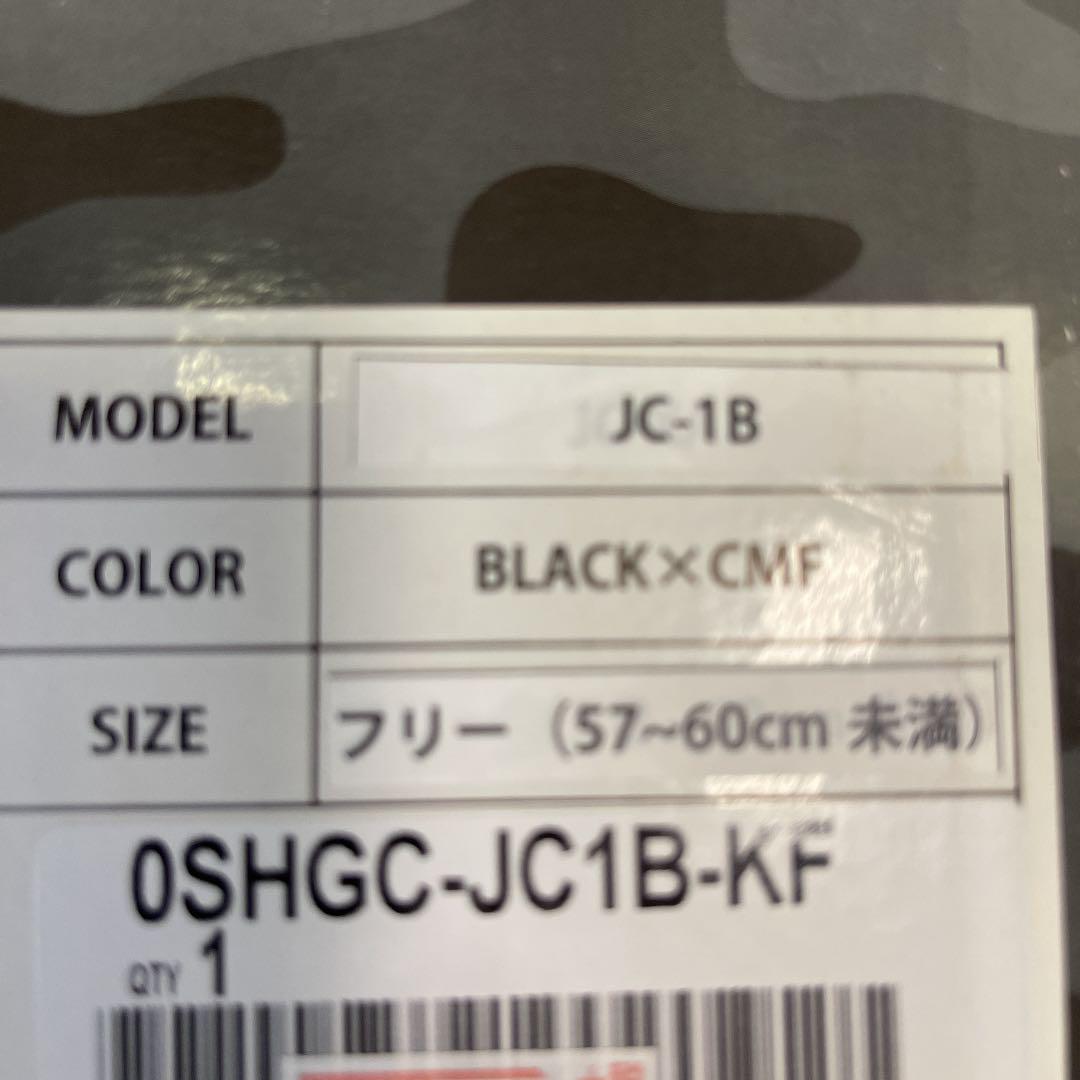 MODEL JC-1B
COLOR BLACK×CMF
SIZE フリー（57~60cm 未満）
0SHGC-JC1B-KF
QTY 1